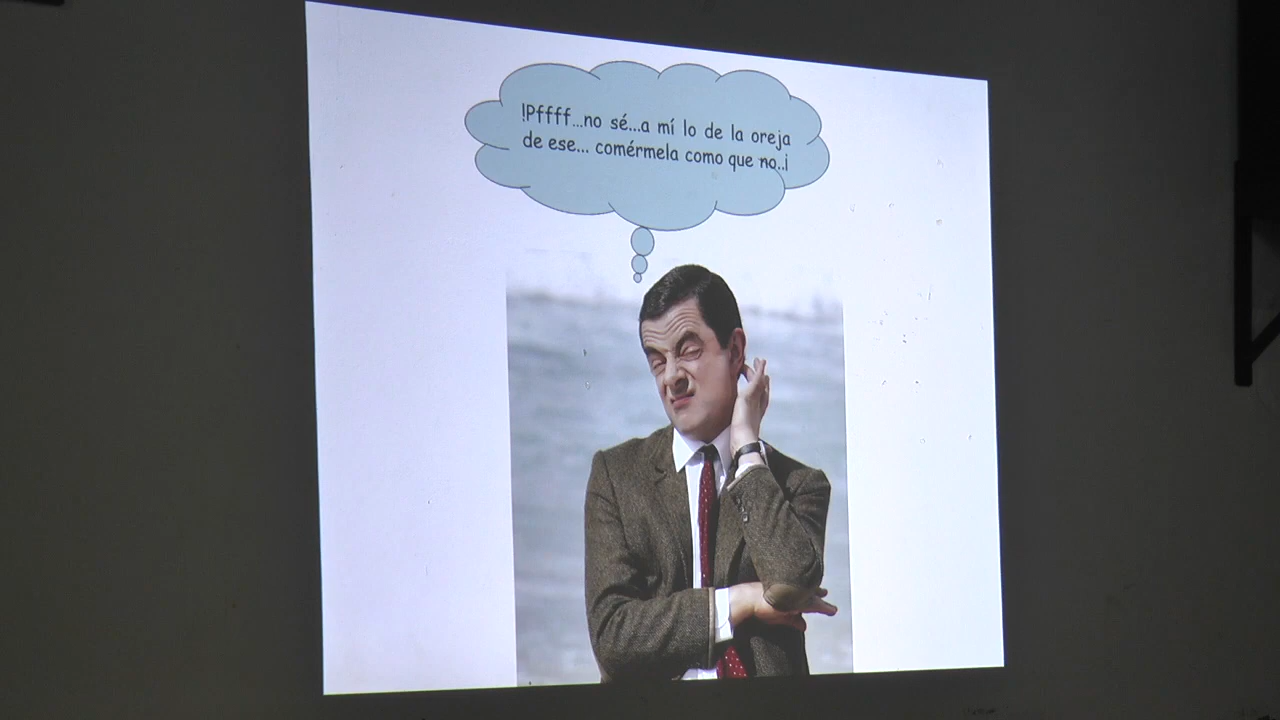 !Pffff...no sé...a mí lo de la oreja
de ese... comérmela como que no..¡